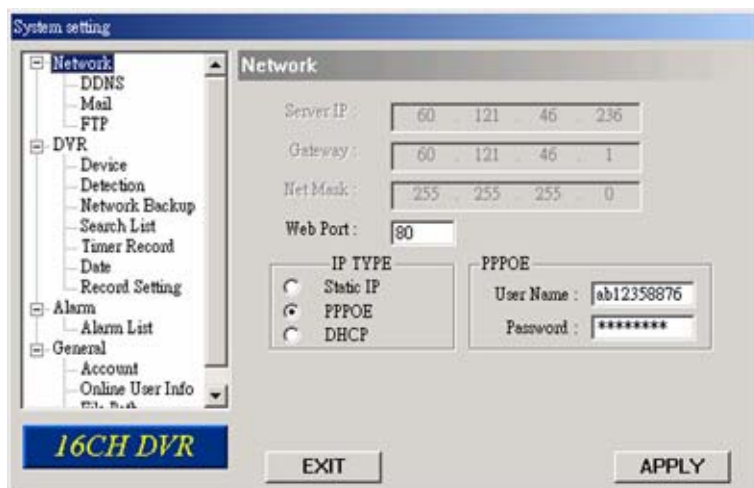 System setting
Network
DDNS
Mail
FTP
DVR
Device
Detection
Network Backup
Search List
Timer Record
Date
Record Setting
Alarm
Alarm List
General
Account
Online User Info
File Path
16CH DVR
Network
Server IP : 60 . 121 . 46 . 236
Gateway : 60 . 121 . 46 . 1
Net Mask : 255 . 255 . 255 . 0
Web Port : 80
IP TYPE
Static IP
PPPOE
DHCP
PPPOE
User Name : ab12358876
Password : ********
EXIT
APPLY